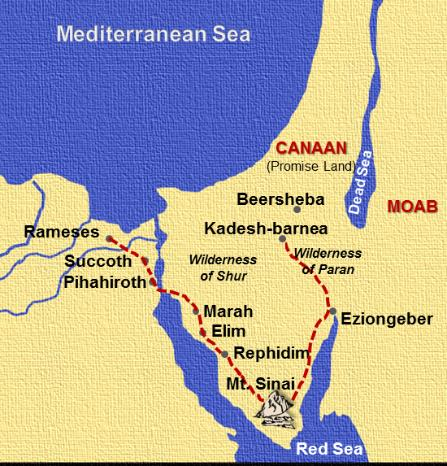 Mediterranean Sea
CANAAN
(Promise Land)
Dead Sea
MOAB
Beersheba
Kadesh-barnea
Rameses
Wilderness
of Shur
Wilderness
of Paran
Succoth
Pihahiroth
Marah
Elim
Eziongeber
Rephidim
Mt. Sinai
Red Sea